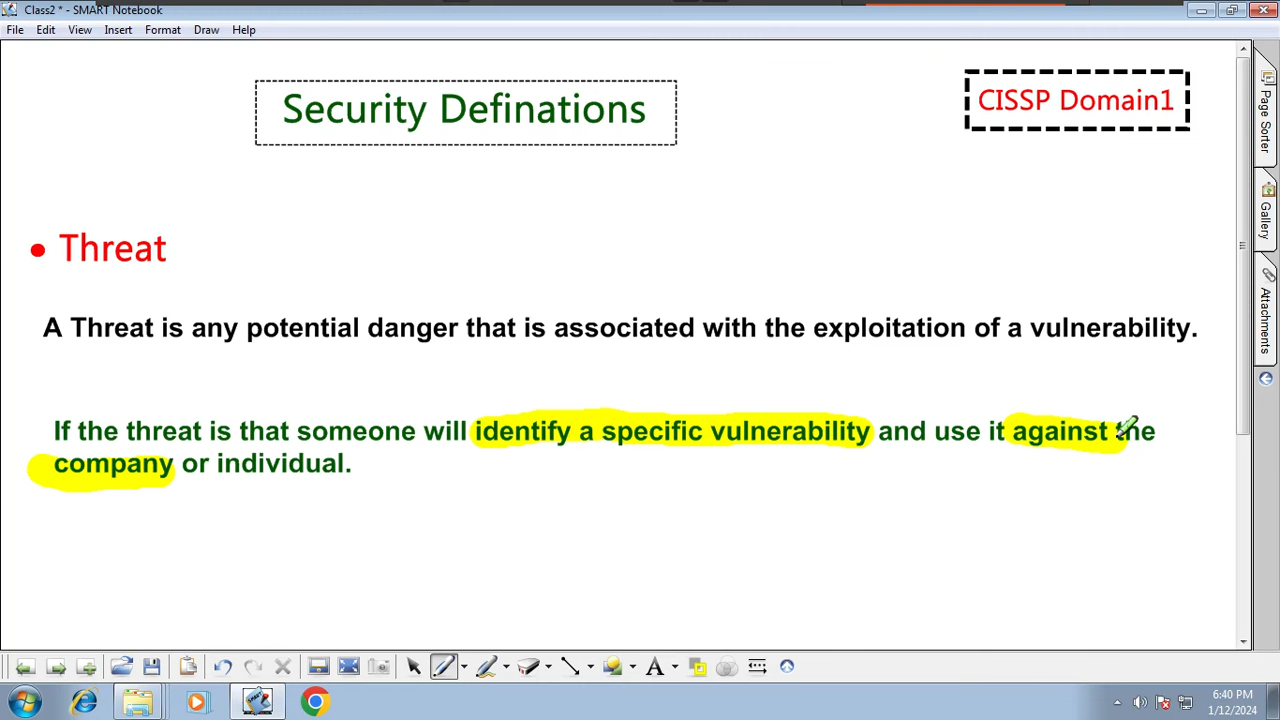 Class2 * - SMART Notebook
File Edit View Insert Format Draw Help
Security Definations
CISSP Domain1
• Threat
A Threat is any potential danger that is associated with the exploitation of a vulnerability.
If the threat is that someone will identify a specific vulnerability and use it against the
company or individual.
Page Sorter
Gallery
Attachments
A
6:40 PM
1/12/2024